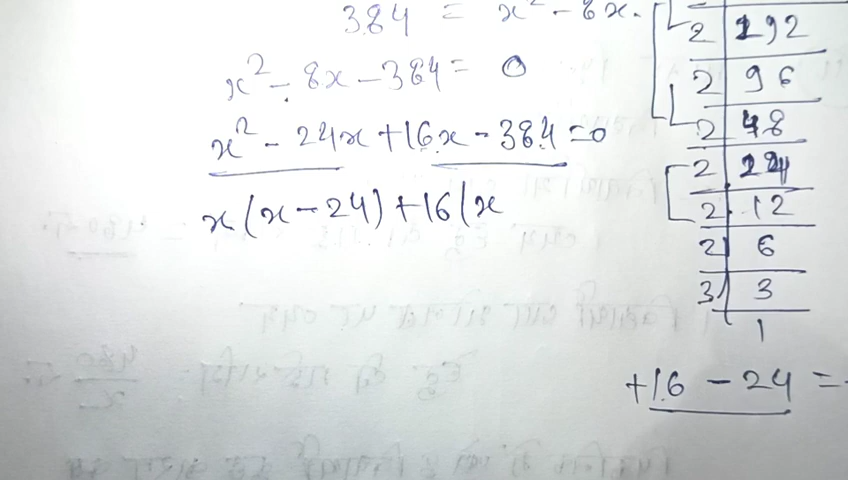 384 = x² - 8x.
x² - 8x - 384 = 0
x² - 24x + 16x - 384 = 0
x(x - 24) + 16(x
2 | 192
2 | 96
2 | 48
2 | 24
2 | 12
2 | 6
3 | 3
1
+16 - 24 =